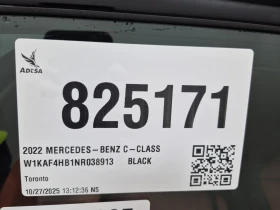 ADESA
825171
2022 MERCEDES-BENZ C-CLASS
W1KAF4HB1NR038913 BLACK
Toronto
10/27/2025 13:12:36 NS